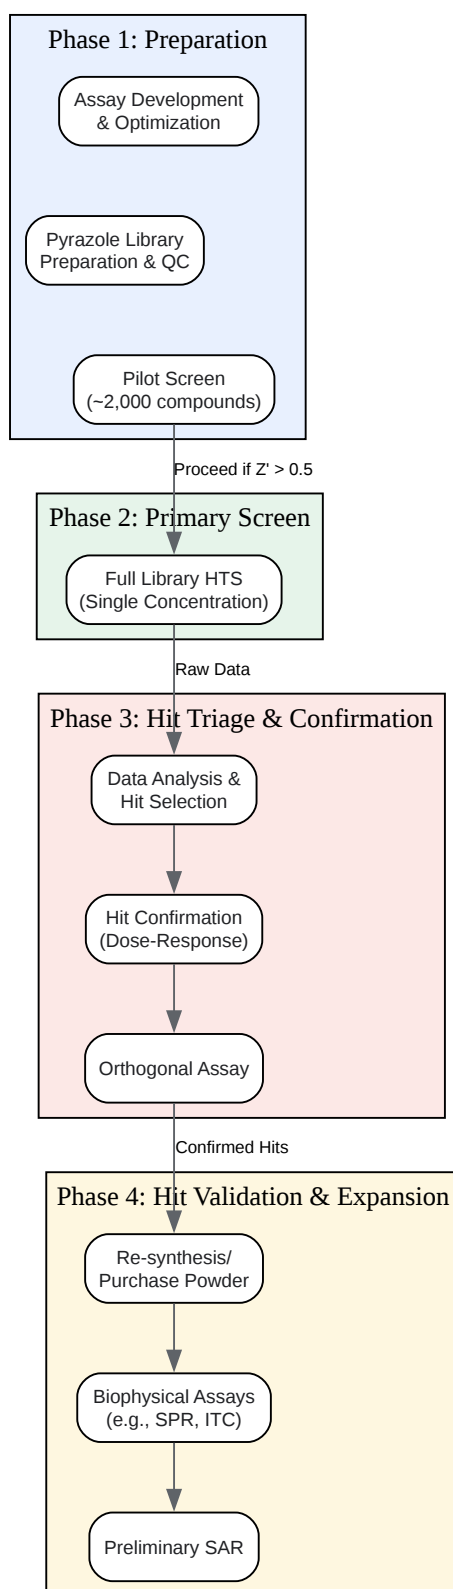 Phase 1: Preparation
Assay Development
& Optimization
Pyrazole Library
Preparation & QC
Pilot Screen
(~2,000 compounds)
Proceed if Z' > 0.5
Phase 2: Primary Screen
Full Library HTS
(Single Concentration)
Raw Data
Phase 3: Hit Triage & Confirmation
Data Analysis &
Hit Selection
Hit Confirmation
(Dose-Response)
Orthogonal Assay
Confirmed Hits
Phase 4: Hit Validation & Expansion
Re-synthesis/
Purchase Powder
Biophysical Assays
(e.g., SPR, ITC)
Preliminary SAR